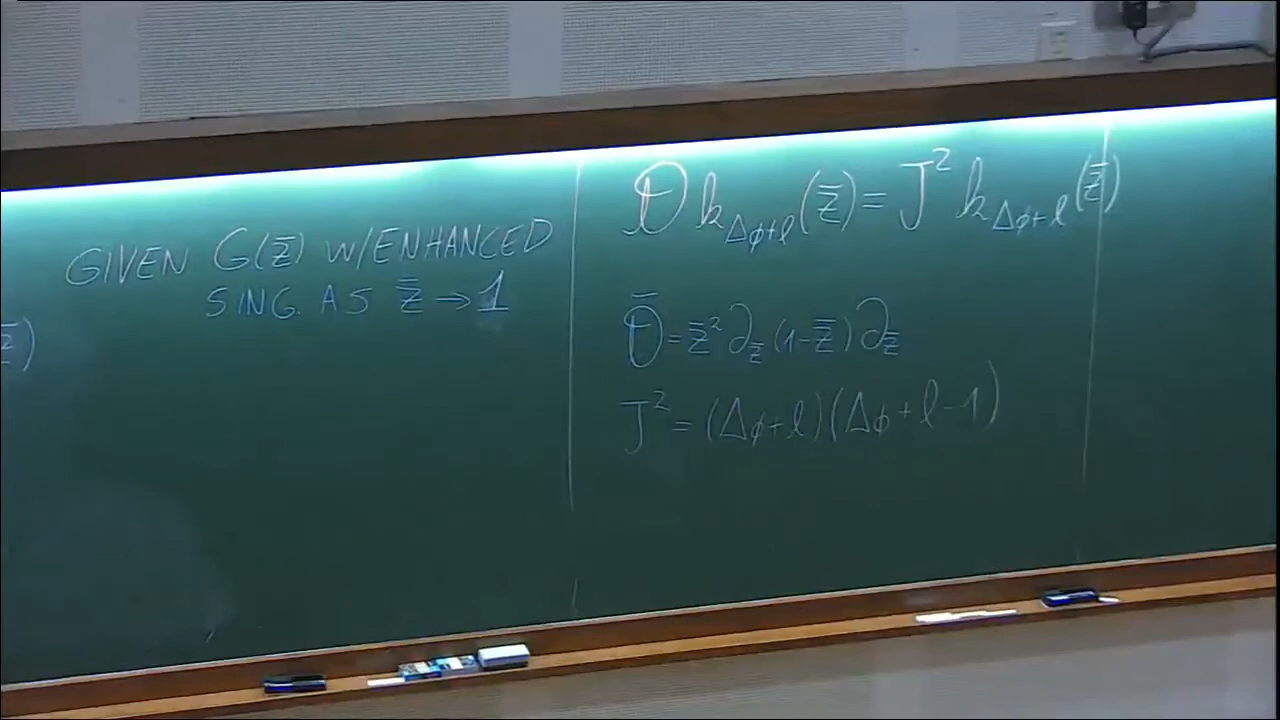 GIVEN G(z̄) W/ENHANCED
SING. AS z̄ → 1
z̄)
D̄ k_{Δϕ+ℓ}(z̄) = J² k_{Δϕ+ℓ}(z̄)
D̄ = z̄² ∂_z̄ (1-z̄) ∂_z̄
J² = (Δϕ+ℓ)(Δϕ+ℓ-1)